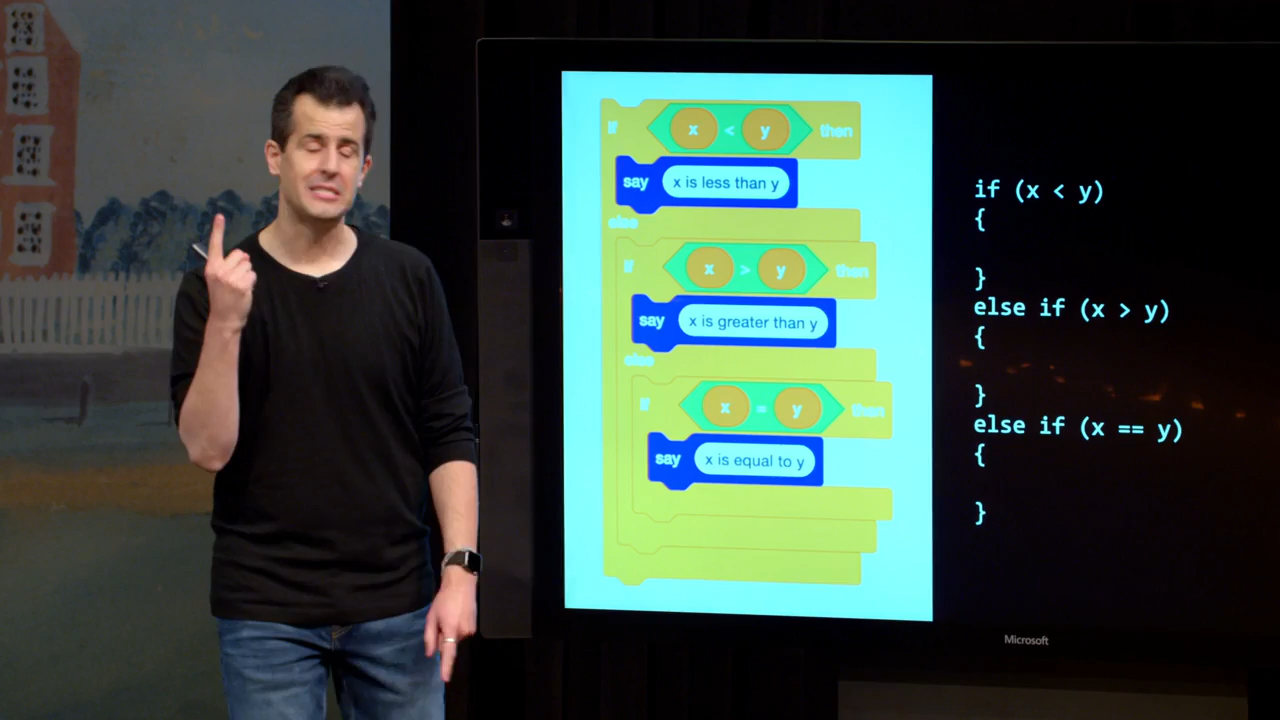 if x < y then
say x is less than y
else
if x > y then
say x is greater than y
else
if x = y then
say x is equal to y
if (x < y)
{
}
else if (x > y)
{
}
else if (x == y)
{
}
Microsoft